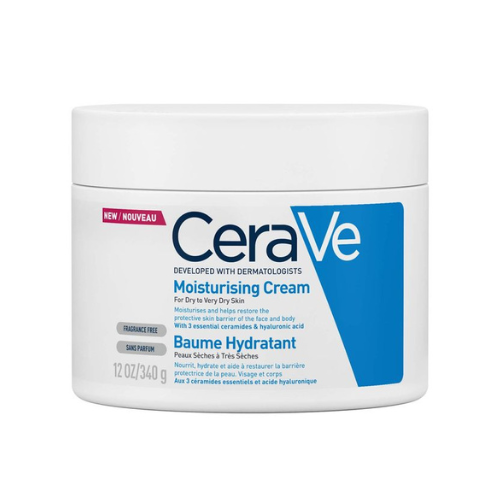 NEW / NOUVEAU
CeraVe
DEVELOPED WITH DERMATOLOGISTS
Moisturising Cream
For Dry to Very Dry Skin
Moisturises and helps restore the
protective skin barrier of the face and body
With 3 essential ceramides & hyaluronic acid
FRAGRANCE FREE
SANS PARFUM
Baume Hydratant
Peaux Sèches à Très Sèches
Nourrit, hydrate et aide à restaurer la barrière
protectrice de la peau. Visage et corps
Aux 3 céramides essentiels et acide hyaluronique
12 OZ/340 g